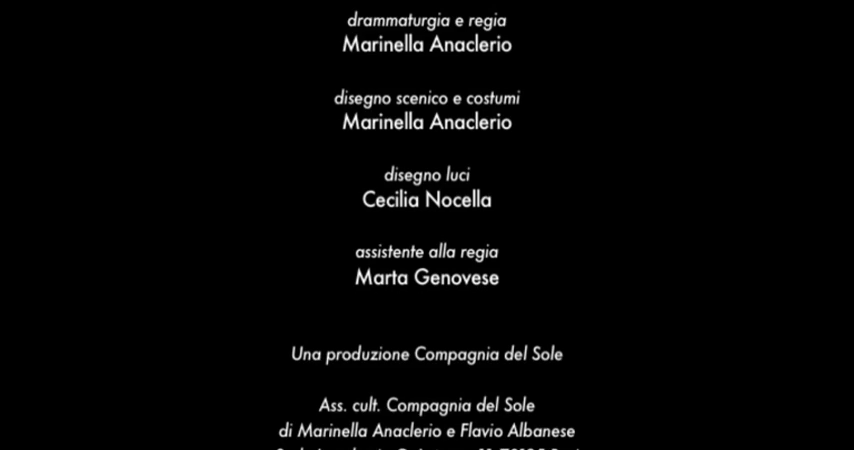 drammaturgia e regia
Marinella Anaclerio
disegno scenico e costumi
Marinella Anaclerio
disegno luci
Cecilia Nocella
assistente alla regia
Marta Genovese
Una produzione Compagnia del Sole
Ass. cult. Compagnia del Sole
di Marinella Anaclerio e Flavio Albanese